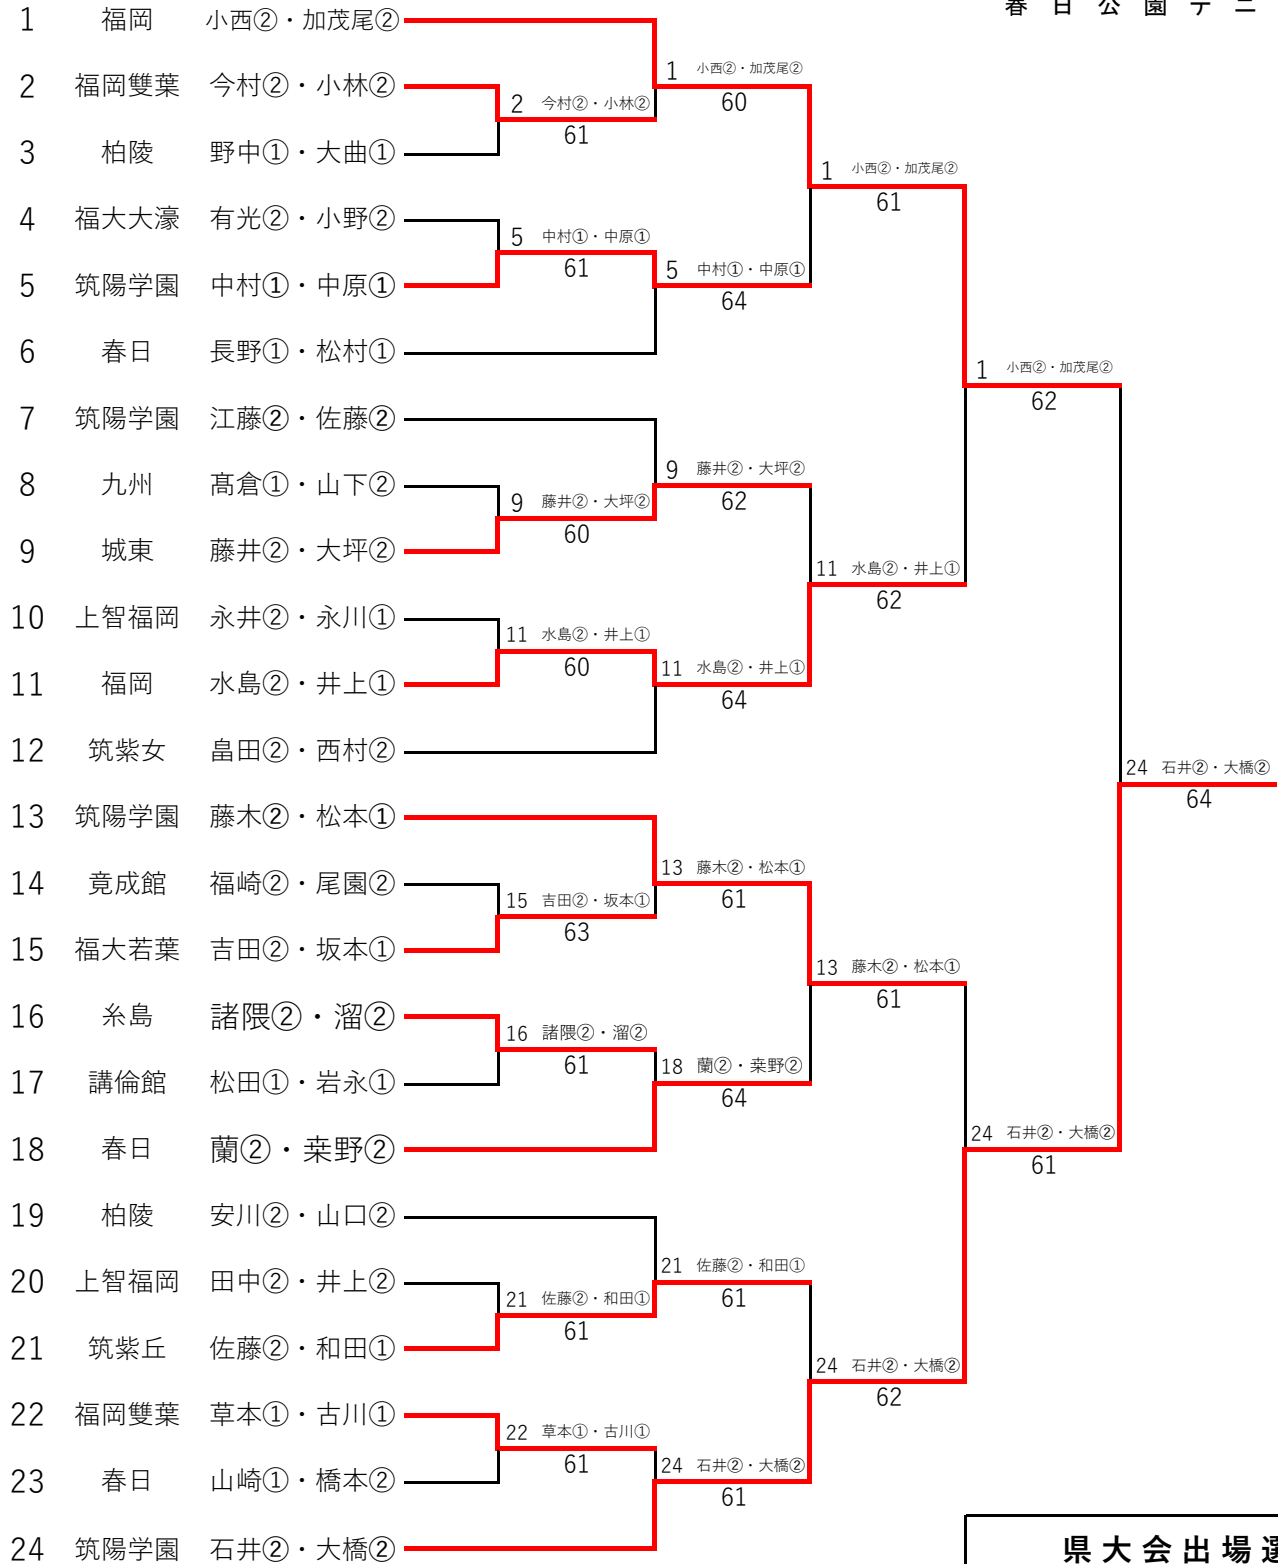 春日公園テニ
1 福岡 小西②・加茂尾②
1 小西②・加茂尾②
2 福岡雙葉 今村②・小林②
60
2 今村②・小林②
61
3 柏陵 野中①・大曲①
1 小西②・加茂尾②
61
4 福大大濠 有光②・小野②
5 中村①・中原①
61
5 中村①・中原①
5 筑陽学園 中村①・中原①
64
6 春日 長野①・松村①
1 小西②・加茂尾②
62
7 筑陽学園 江藤②・佐藤②
9 藤井②・大坪②
8 九州 髙倉①・山下②
62
9 藤井②・大坪②
60
9 城東 藤井②・大坪②
11 水島②・井上①
62
10 上智福岡 永井②・永川①
11 水島②・井上①
60
11 水島②・井上①
11 福岡 水島②・井上①
64
12 筑紫女 畠田②・西村②
24 石井②・大橋②
64
13 筑陽学園 藤木②・松本①
13 藤木②・松本①
14 竟成館 福崎②・尾園②
61
15 吉田②・坂本①
63
15 福大若葉 吉田②・坂本①
13 藤木②・松本①
61
16 糸島 諸隈②・溜②
16 諸隈②・溜②
61
18 蘭②・桒野②
17 講倫館 松田①・岩永①
64
24 石井②・大橋②
18 春日 蘭②・桒野②
61
19 柏陵 安川②・山口②
21 佐藤②・和田①
20 上智福岡 田中②・井上②
61
21 佐藤②・和田①
61
21 筑紫丘 佐藤②・和田①
24 石井②・大橋②
62
22 福岡雙葉 草本①・古川①
22 草本①・古川①
61
24 石井②・大橋②
23 春日 山崎①・橋本②
61
24 筑陽学園 石井②・大橋②
県大会出場選